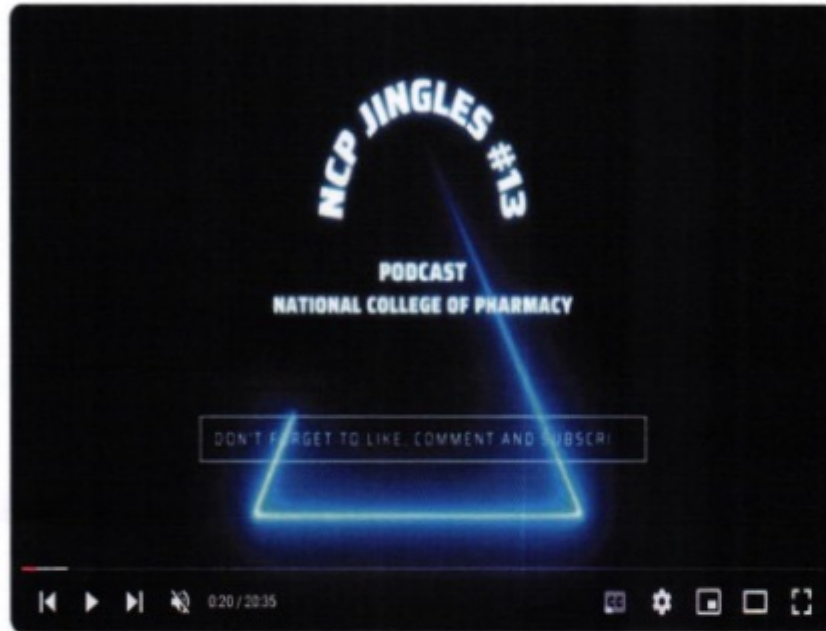 NCP JINGLES #13
PODCAST
NATIONAL COLLEGE OF PHARMACY
DON'T FORGET TO LIKE, COMMENT AND SUBSCRI
0:20 / 20:35
CC